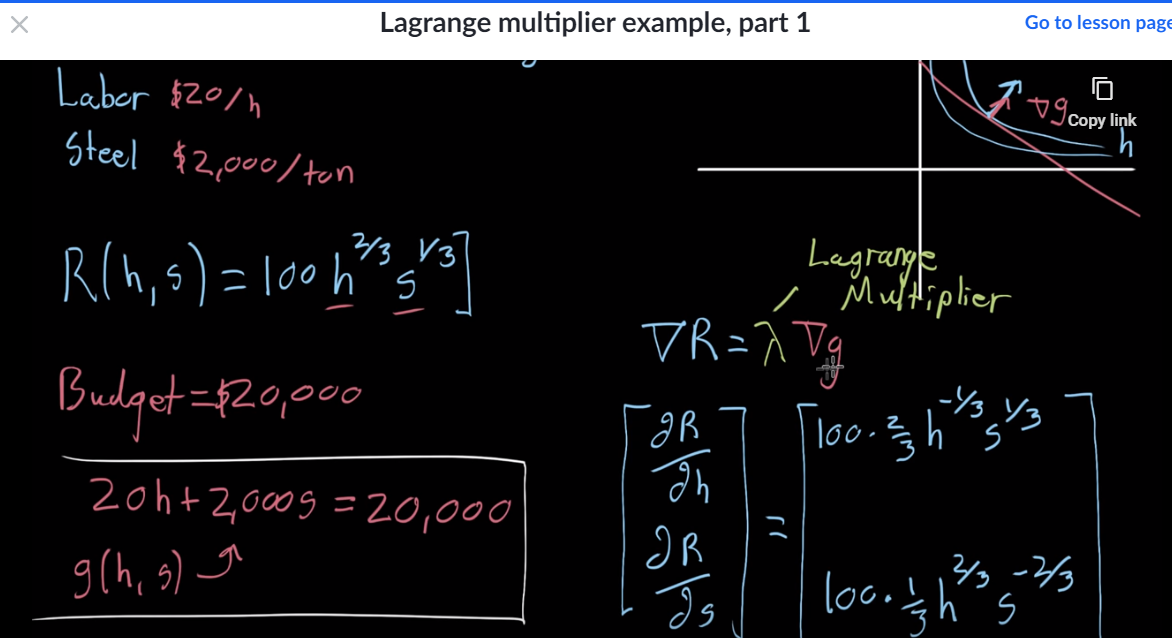 Lagrange multiplier example, part 1
Go to lesson page
Labor $20/h
Steel $2,000/ton
∇g
Copy link
h
R(h,s) = 100 h^2/3 s^1/3]
Lagrange
Multiplier
∇R = λ ∇g
Budget = $20,000
20h + 2,000s = 20,000
g(h, s)
[∂R/∂h ∂R/∂s] = [100 · 2/3 h^-1/3 s^1/3
100 · 1/3 h^2/3 s^-2/3]